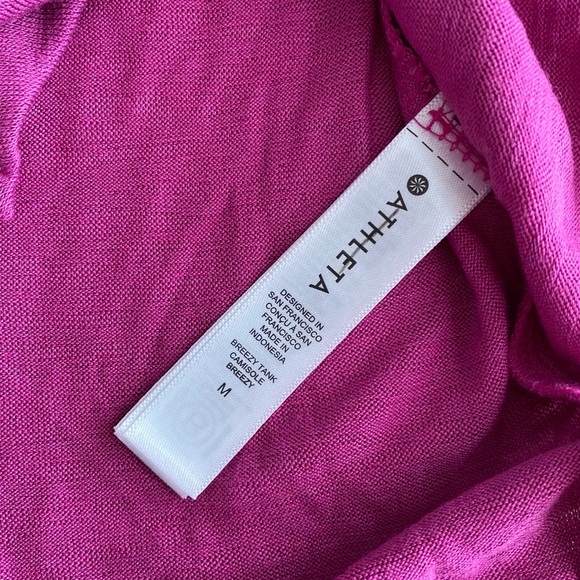 ATHLETA
DESIGNED IN
SAN FRANCISCO
CONÇU À SAN
FRANCISCO
MADE IN
INDONESIA
BREEZY TANK
CAMISOLE
BREEZY
M